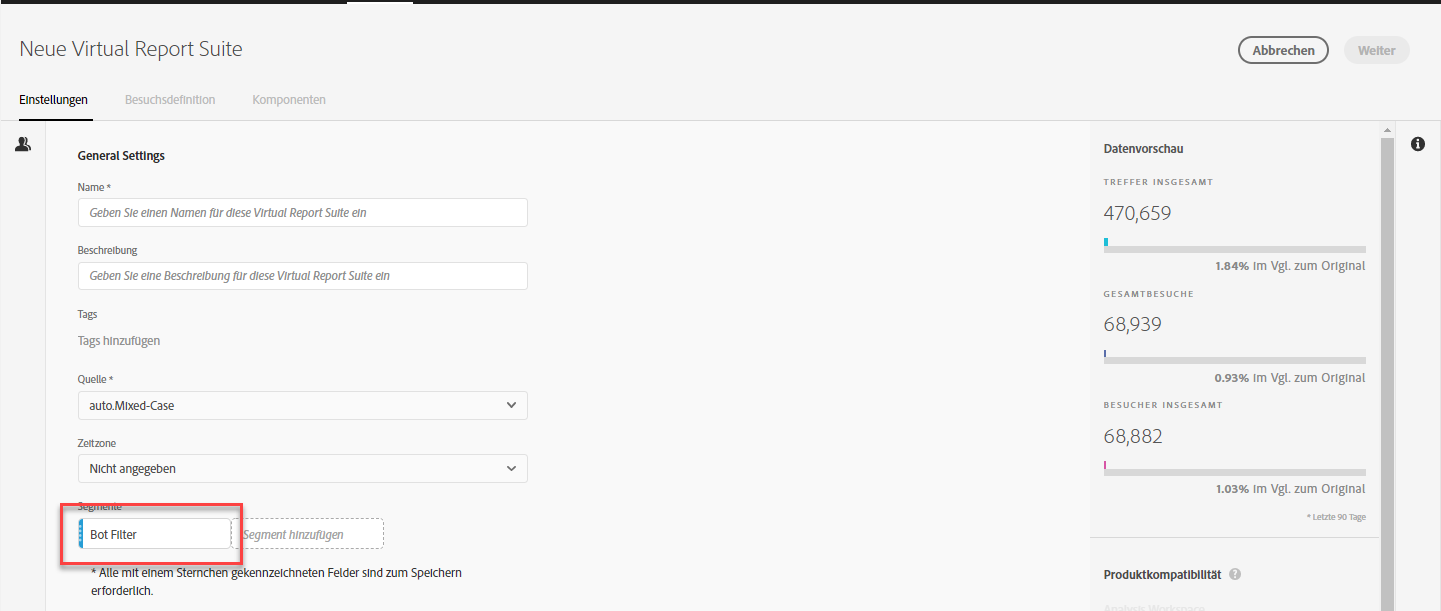 Neue Virtual Report Suite
Abbrechen
Weiter
Einstellungen
Besuchsdefinition
Komponenten
General Settings
Name *
Geben Sie einen Namen für diese Virtual Report Suite ein
Beschreibung
Geben Sie eine Beschreibung für diese Virtual Report Suite ein
Tags
Tags hinzufügen
Quelle *
auto.Mixed-Case
Zeitzone
Nicht angegeben
Segmente
Bot Filter
Segment hinzufügen
* Alle mit einem Sternchen gekennzeichneten Felder sind zum Speichern
erforderlich.
Datenvorschau
TREFFER INSGESAMT
470,659
1.84% im Vgl. zum Original
GESAMTBESUCHE
68,939
0.93% im Vgl. zum Original
BESUCHER INSGESAMT
68,882
1.03% im Vgl. zum Original
* Letzte 90 Tage
Produktkompatibilität ?
Analysis Workspace